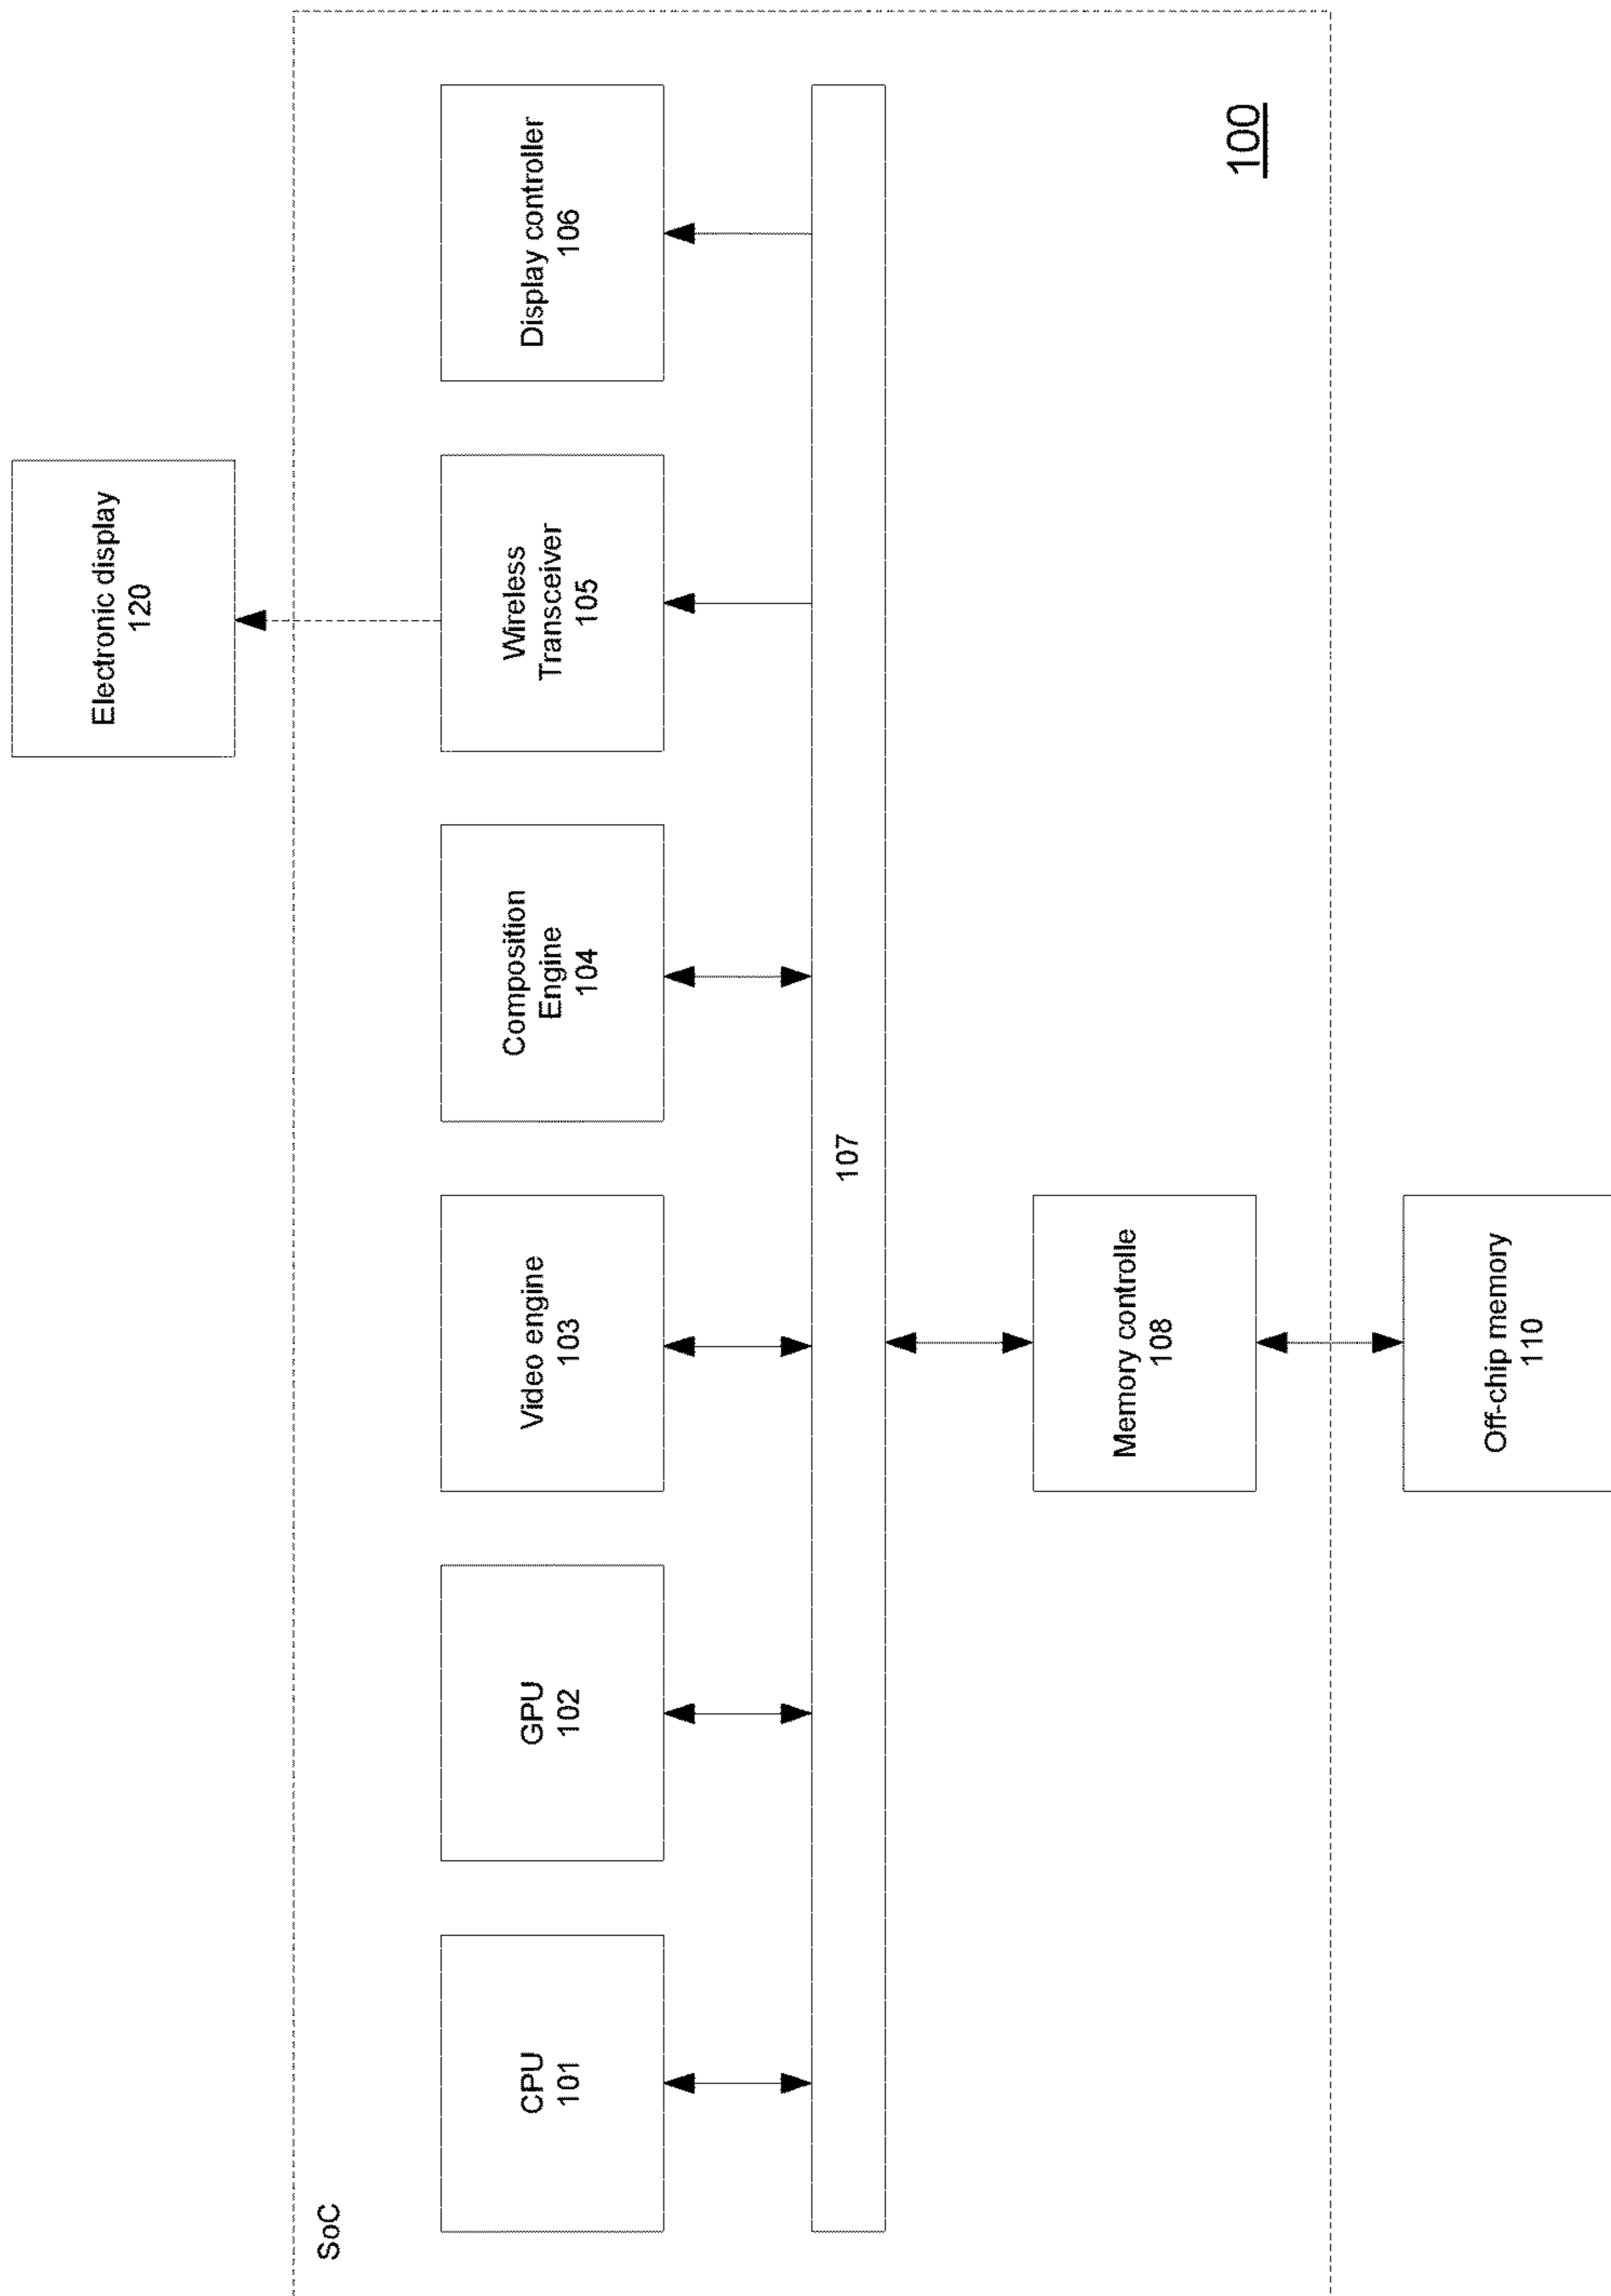 Electronic display
120
SoC
CPU
101
GPU
102
Video engine
103
Composition
Engine
104
Wireless
Transceiver
105
Display controller
106
107
Memory controlle
108
100
Off-chip memory
110